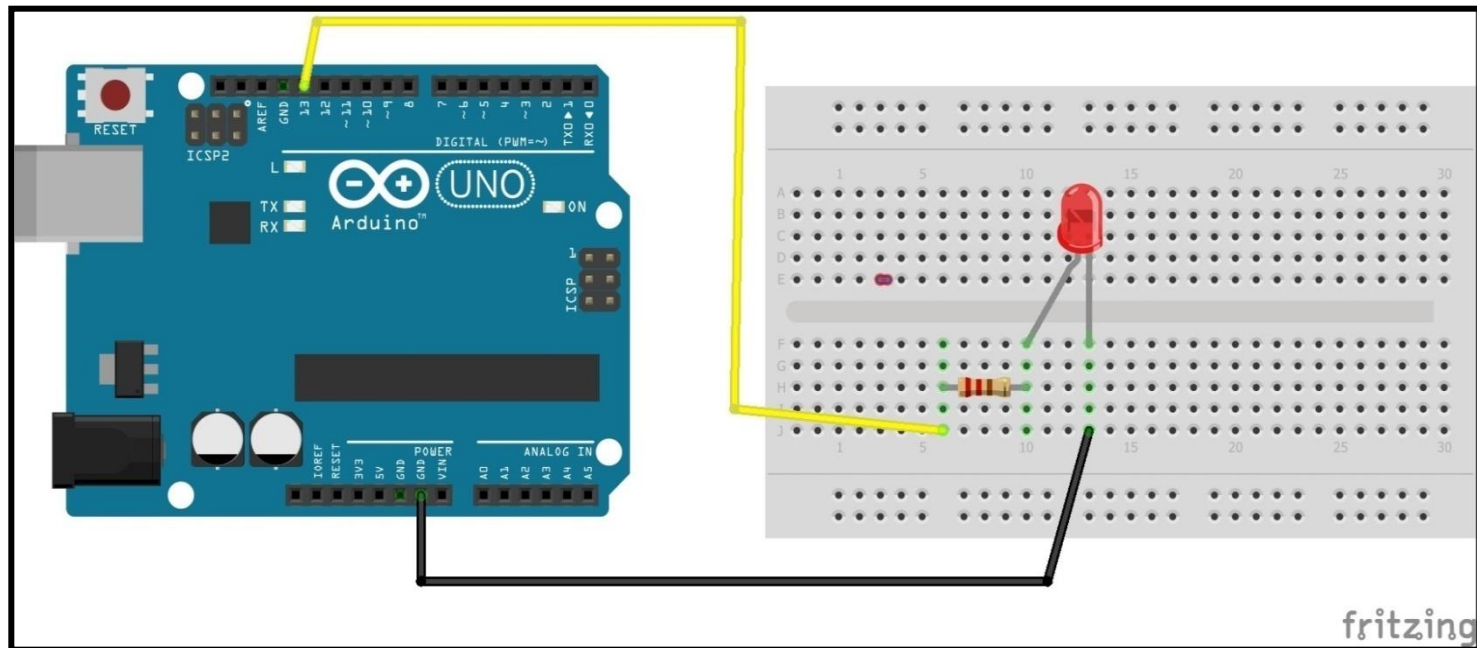 RESET
ICSP2
AREF
GND
13
12
~11
~10
~9
8
7
~6
~5
4
~3
2
TX0▶1
RX0◀0
DIGITAL (PWM=~)
L
TX
RX
UNO
Arduino™
ON
1
ICSP
IOREF
RESET
3V3
5V
GND
GND
VIN
POWER
A0
A1
A2
A3
A4
A5
ANALOG IN
1 5 10 15 20 25 30
A
B
C
D
E
F
G
H
I
J
1 5 10 15 20 25 30
fritzing